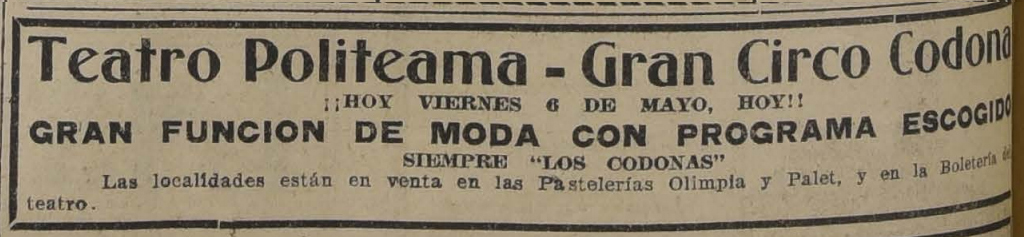 Teatro Politeama - Gran Circo Codona
¡¡HOY VIERNES 6 DE MAYO, HOY!!
GRAN FUNCION DE MODA CON PROGRAMA ESCOGIDO
SIEMPRE "LOS CODONAS"
Las localidades están en venta en las Pastelerías Olimpia y Palet, y en la Boletería del
teatro.